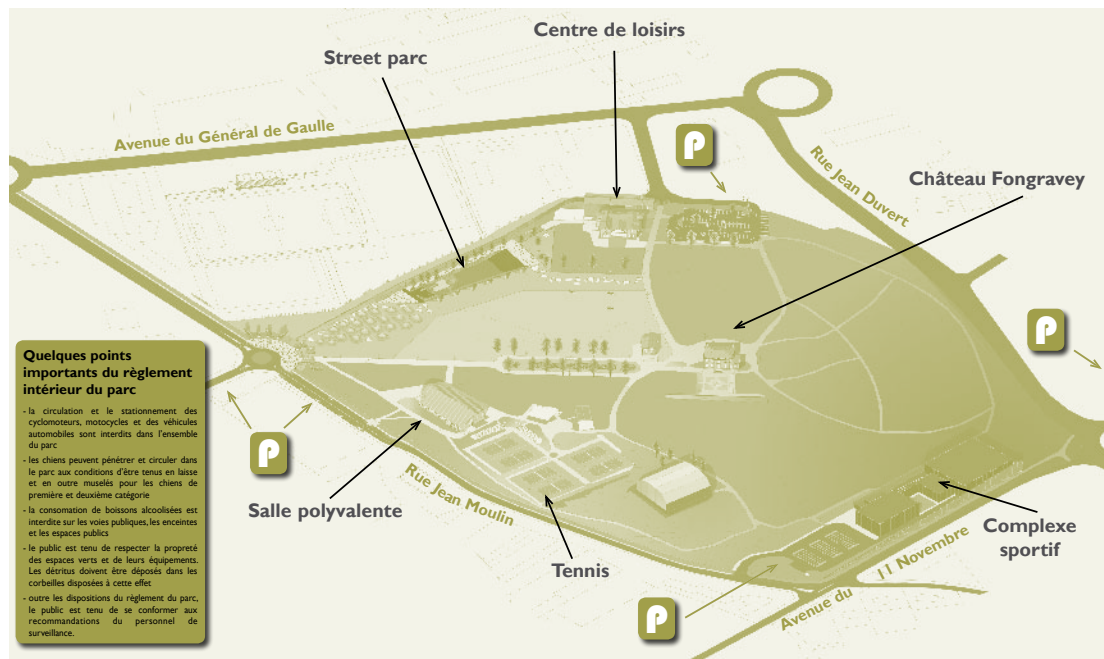 Centre de loisirs
Street parc
Avenue du Général de Gaulle
P
Rue Jean Duvert
Château Fongravey
P
Quelques points
importants du règlement
intérieur du parc
- la circulation et le stationnement des
cyclomoteurs, motocycles et des véhicules
automobiles sont interdits dans l'ensemble
du parc
- les chiens peuvent pénétrer et circuler dans
le parc aux conditions d'être tenus en laisse
et en outre muselés pour les chiens de
première et deuxième catégorie
- la consomation de boissons alcoolisées est
interdite sur les voies publiques, les enceintes
et les espaces publics
- le public est tenu de respecter la propreté
des espaces verts et de leurs équipements.
Les détritus doivent être déposés dans les
corbeilles disposées à cette effet
- outre les dispositions du règlement du parc,
le public est tenu de se conformer aux
recommandations du personnel de
surveillance.
P
Salle polyvalente
Rue Jean Moulin
Tennis
Complexe
sportif
P
Avenue du 11 Novembre